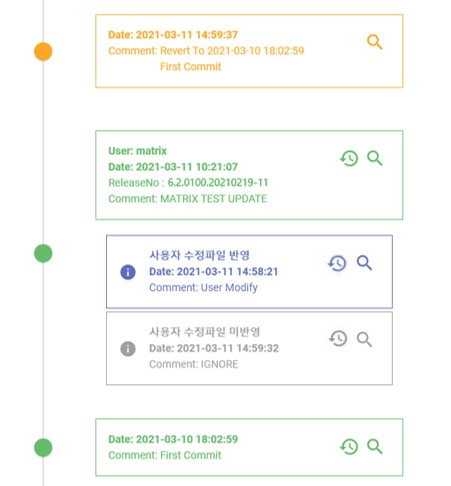 Date: 2021-03-11 14:59:37
Comment: Revert To 2021-03-10 18:02:59
First Commit
User: matrix
Date: 2021-03-11 10:21:07
ReleaseNo : 6.2.0100.20210219-11
Comment: MATRIX TEST UPDATE
사용자 수정파일 반영
Date: 2021-03-11 14:58:21
Comment: User Modify
사용자 수정파일 미반영
Date: 2021-03-11 14:59:32
Comment: IGNORE
Date: 2021-03-10 18:02:59
Comment: First Commit